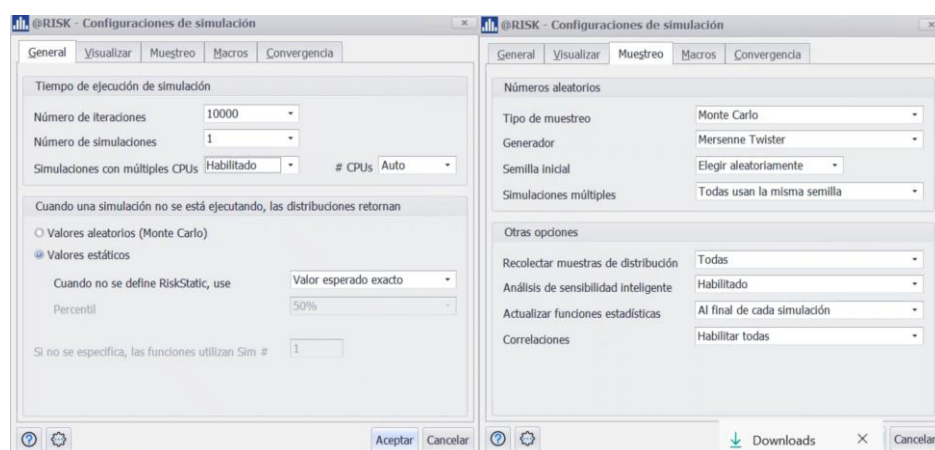 @RISK - Configuraciones de simulación
General Visualizar Muestreo Macros Convergencia
Tiempo de ejecución de simulación
Número de iteraciones 10000
Número de simulaciones 1
Simulaciones con múltiples CPUs Habilitado # CPUs Auto
Cuando una simulación no se está ejecutando, las distribuciones retornan
Valores aleatorios (Monte Carlo)
Valores estáticos
Cuando no se define RiskStatic, use Valor esperado exacto
Percentil 50%
Si no se especifica, las funciones utilizan Sim # 1
Aceptar Cancelar
@RISK - Configuraciones de simulación
General Visualizar Muestreo Macros Convergencia
Números aleatorios
Tipo de muestreo Monte Carlo
Generador Mersenne Twister
Semilla inicial Elegir aleatoriamente
Simulaciones múltiples Todas usan la misma semilla
Otras opciones
Recolectar muestras de distribución Todas
Análisis de sensibilidad inteligente Habilitado
Actualizar funciones estadísticas Al final de cada simulación
Correlaciones Habilitar todas
Downloads
Cancelar